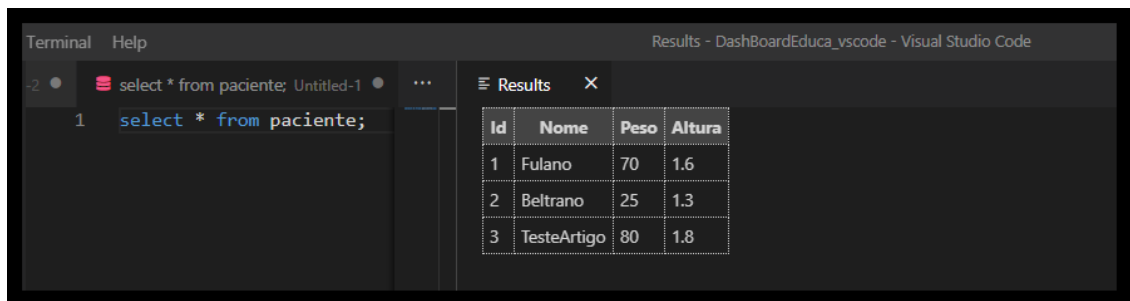 Terminal Help
Results - DashBoardEduca_vscode - Visual Studio Code
-2 select * from paciente; Untitled-1 ...
Results
1 select * from paciente;
Id Nome Peso Altura
1 Fulano 70 1.6
2 Beltrano 25 1.3
3 TesteArtigo 80 1.8